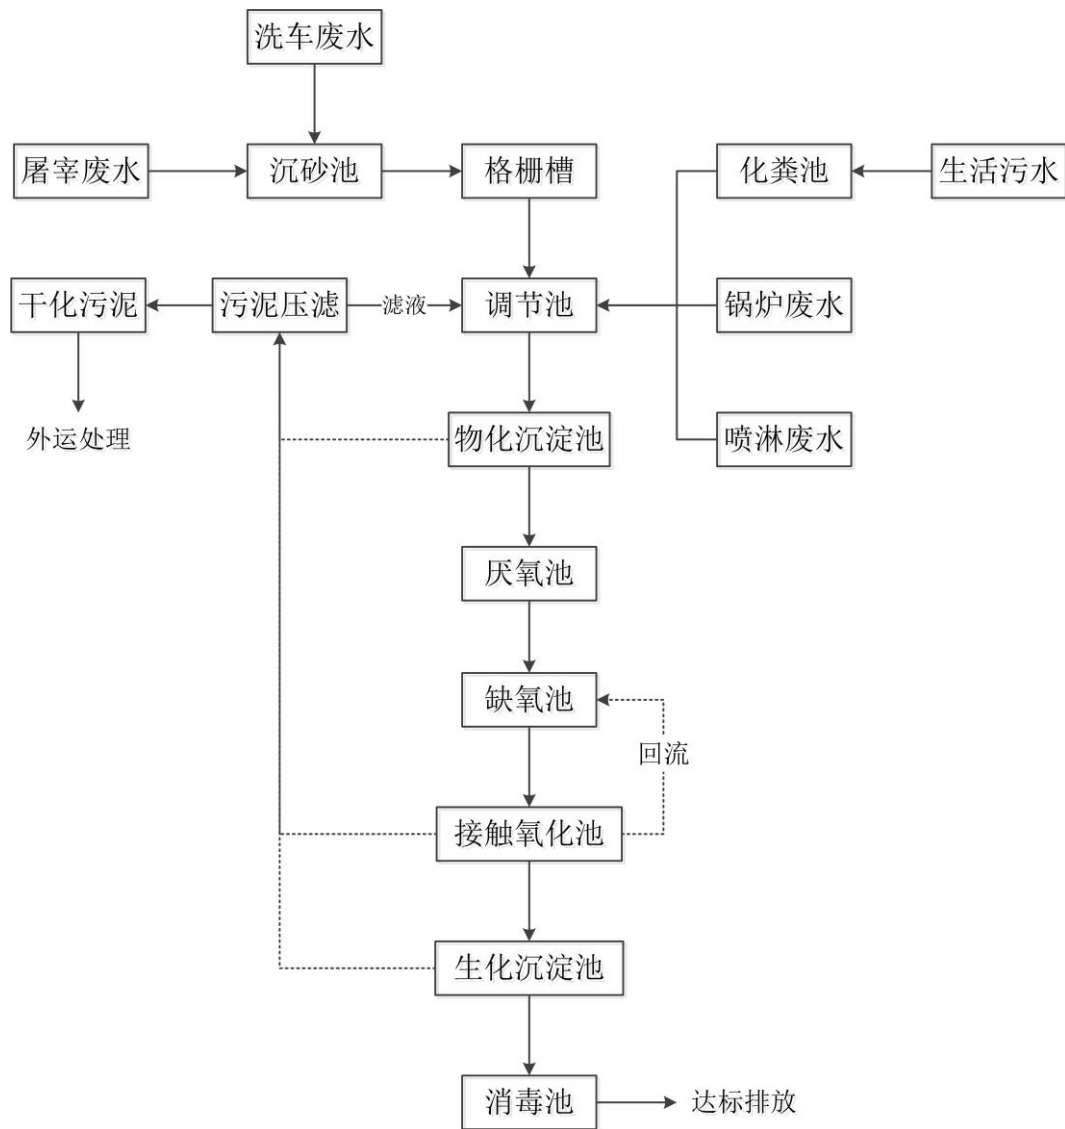 洗车废水
屠宰废水
沉砂池
格栅槽
化粪池
生活污水
干化污泥
污泥压滤
滤液
调节池
锅炉废水
外运处理
物化沉淀池
喷淋废水
厌氧池
缺氧池
回流
接触氧化池
生化沉淀池
消毒池
达标排放